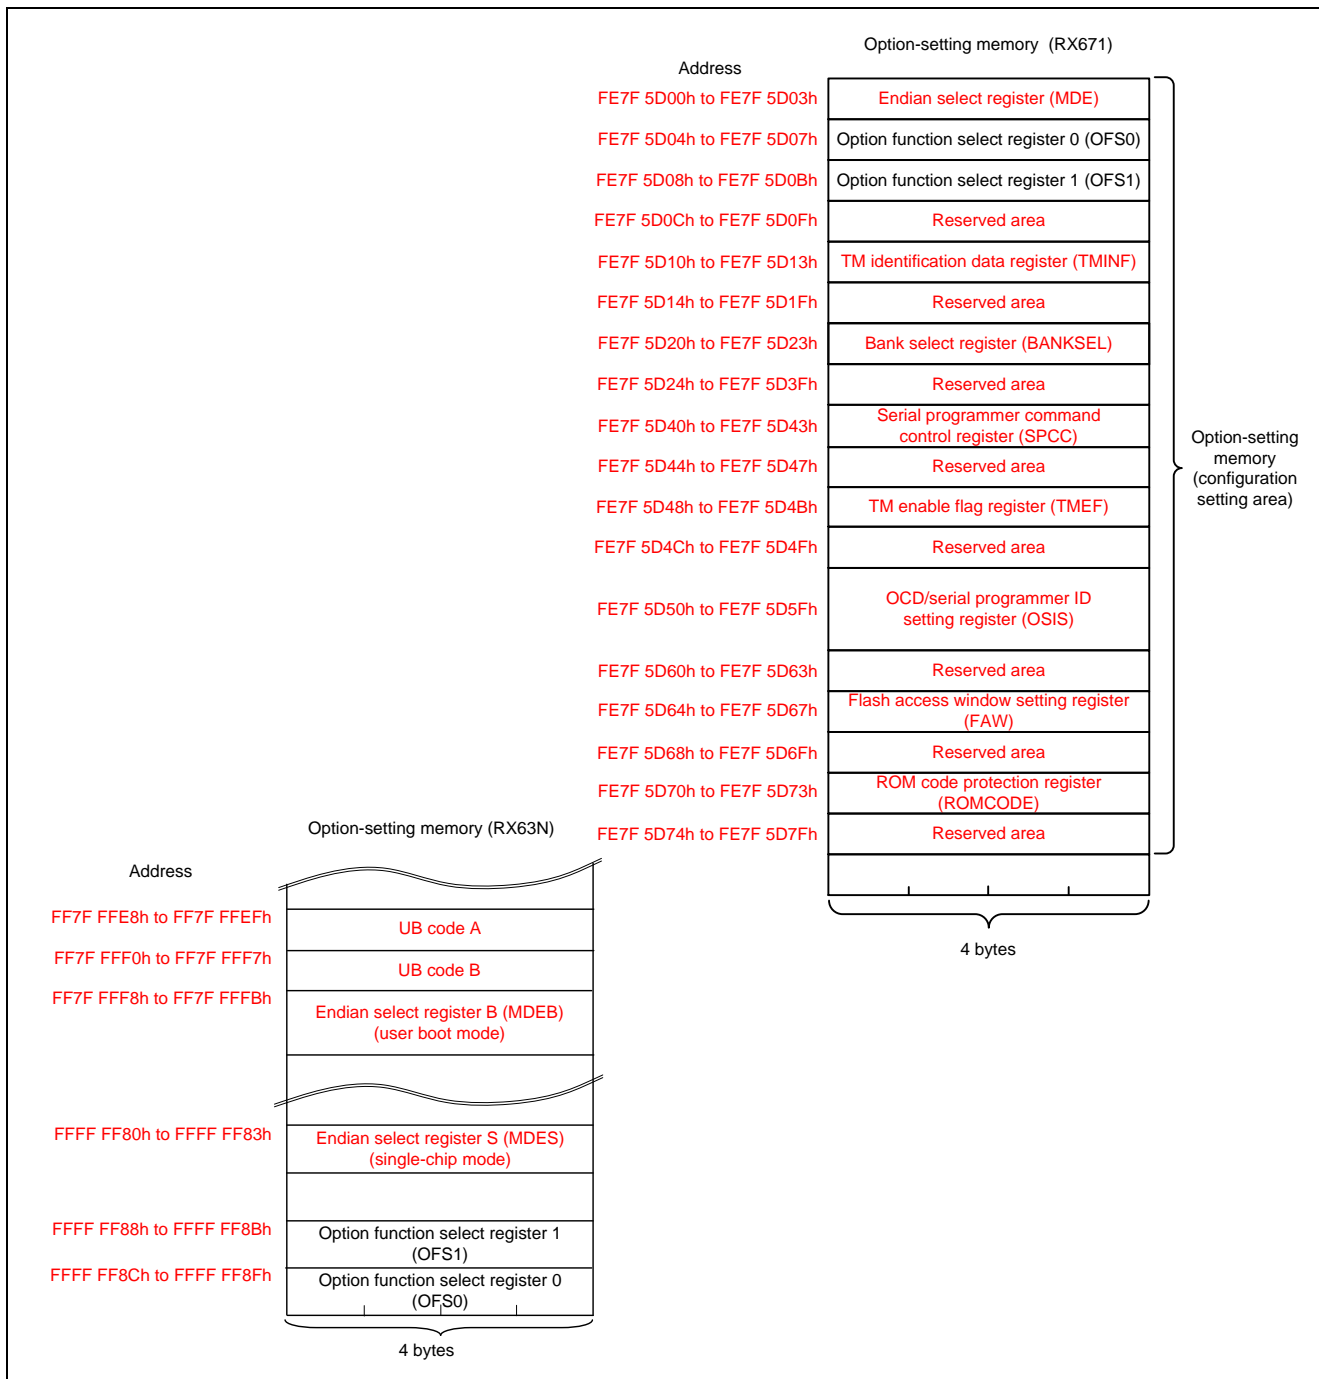 Option-setting memory (RX671)
Address
FE7F 5D00h to FE7F 5D03h
Endian select register (MDE)
FE7F 5D04h to FE7F 5D07h
Option function select register 0 (OFS0)
FE7F 5D08h to FE7F 5D0Bh
Option function select register 1 (OFS1)
FE7F 5D0Ch to FE7F 5D0Fh
Reserved area
FE7F 5D10h to FE7F 5D13h
TM identification data register (TMINF)
FE7F 5D14h to FE7F 5D1Fh
Reserved area
FE7F 5D20h to FE7F 5D23h
Bank select register (BANKSEL)
FE7F 5D24h to FE7F 5D3Fh
Reserved area
FE7F 5D40h to FE7F 5D43h
Serial programmer command
control register (SPCC)
FE7F 5D44h to FE7F 5D47h
Reserved area
FE7F 5D48h to FE7F 5D4Bh
TM enable flag register (TMEF)
FE7F 5D4Ch to FE7F 5D4Fh
Reserved area
FE7F 5D50h to FE7F 5D5Fh
OCD/serial programmer ID
setting register (OSIS)
FE7F 5D60h to FE7F 5D63h
Reserved area
FE7F 5D64h to FE7F 5D67h
Flash access window setting register
(FAW)
FE7F 5D68h to FE7F 5D6Fh
Reserved area
FE7F 5D70h to FE7F 5D73h
ROM code protection register
(ROMCODE)
FE7F 5D74h to FE7F 5D7Fh
Reserved area
Option-setting
memory
(configuration
setting area)
4 bytes
Option-setting memory (RX63N)
Address
FF7F FFE8h to FF7F FFEFh
UB code A
FF7F FFF0h to FF7F FFF7h
UB code B
FF7F FFF8h to FF7F FFFBh
Endian select register B (MDEB)
(user boot mode)
FFFF FF80h to FFFF FF83h
Endian select register S (MDES)
(single-chip mode)
FFFF FF88h to FFFF FF8Bh
Option function select register 1
(OFS1)
FFFF FF8Ch to FFFF FF8Fh
Option function select register 0
(OFS0)
4 bytes